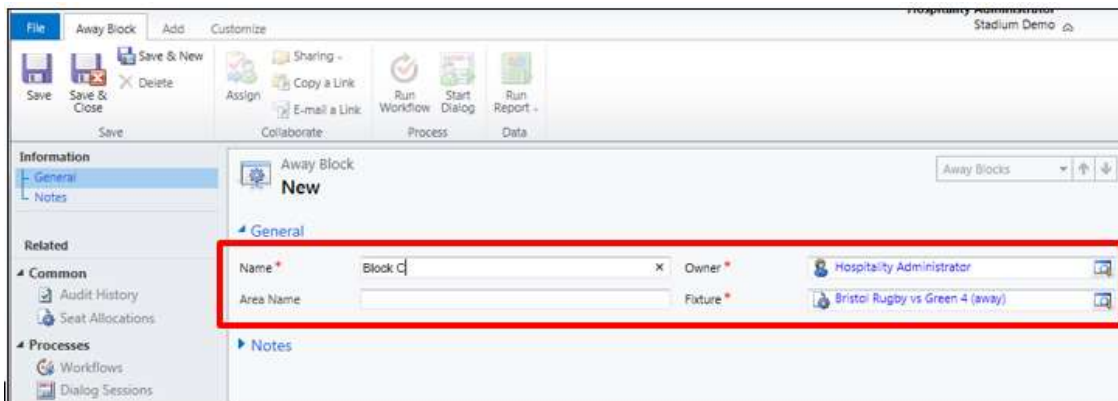 Hospitality Administrator
Stadium Demo
File
Away Block
Add
Customize
Save
Save & Close
Save & New
Delete
Save
Assign
Sharing
Copy a Link
E-mail a Link
Collaborate
Run Workflow
Start Dialog
Process
Run Report
Data
Information
General
Notes
Related
Common
Audit History
Seat Allocations
Processes
Workflows
Dialog Sessions
Away Block
New
Away Blocks
General
Name *
Block C
Owner *
Hospitality Administrator
Area Name
Fixture *
Bristol Rugby vs Green 4 (away)
Notes